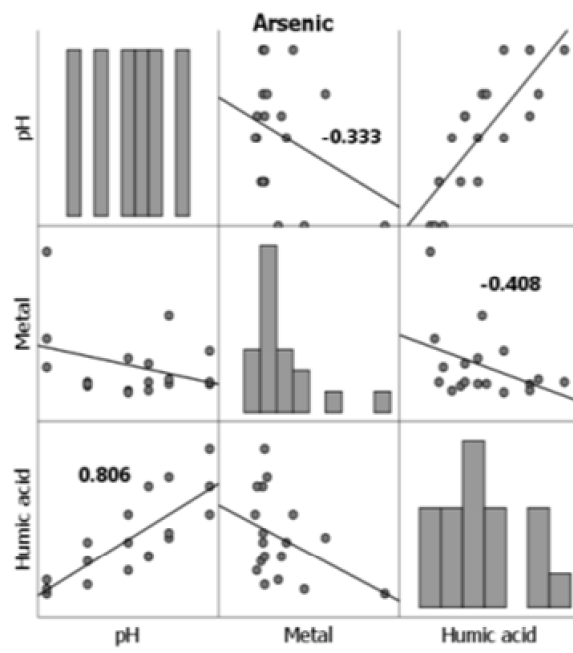 Arsenic
pH
-0.333
Metal
-0.408
Humic acid
0.806
pH Metal Humic acid